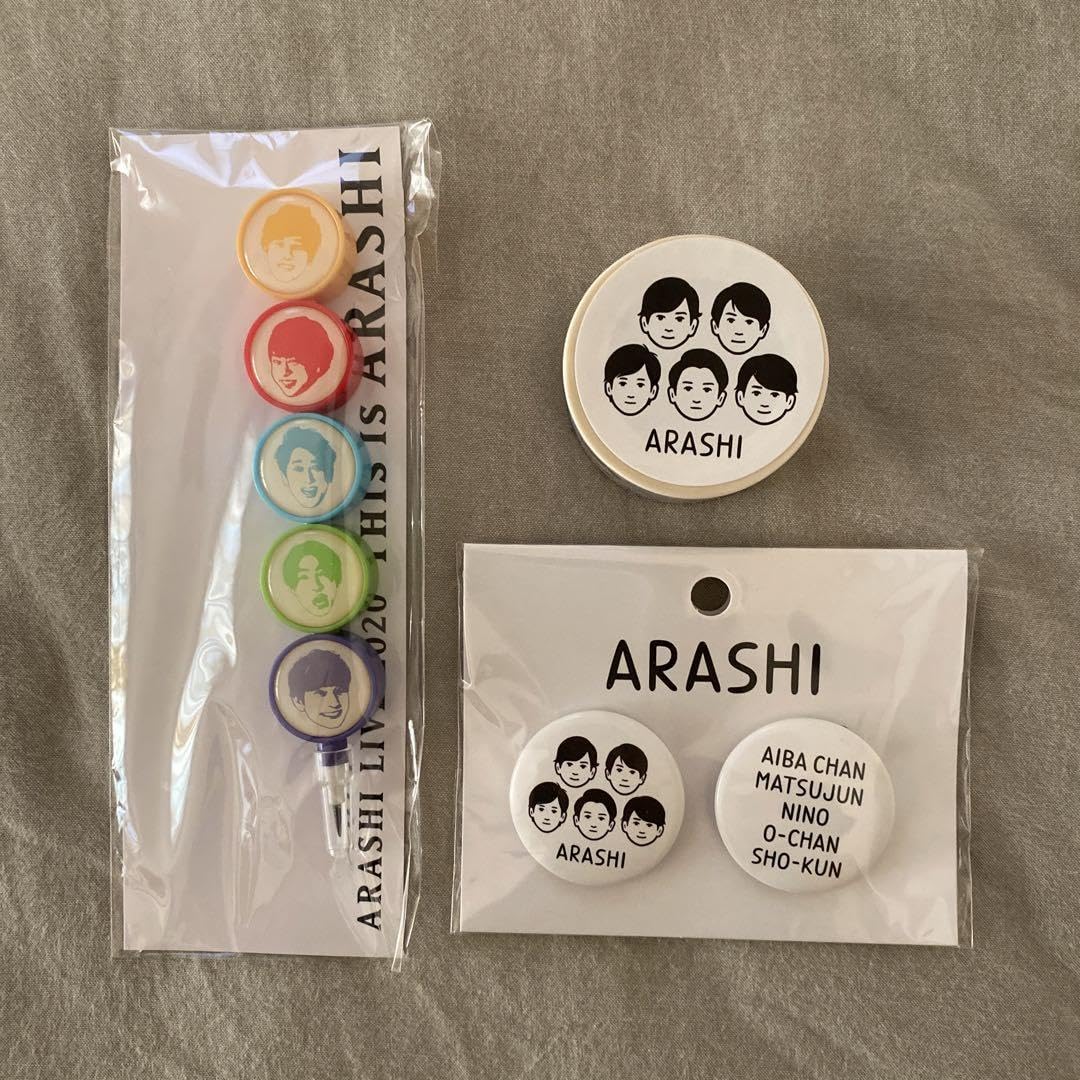 ARASHI LIVE 2020 THIS IS ARASHI
ARASHI
ARASHI
ARASHI
AIBA CHAN
MATSUJUN
NINO
O-CHAN
SHO-KUN